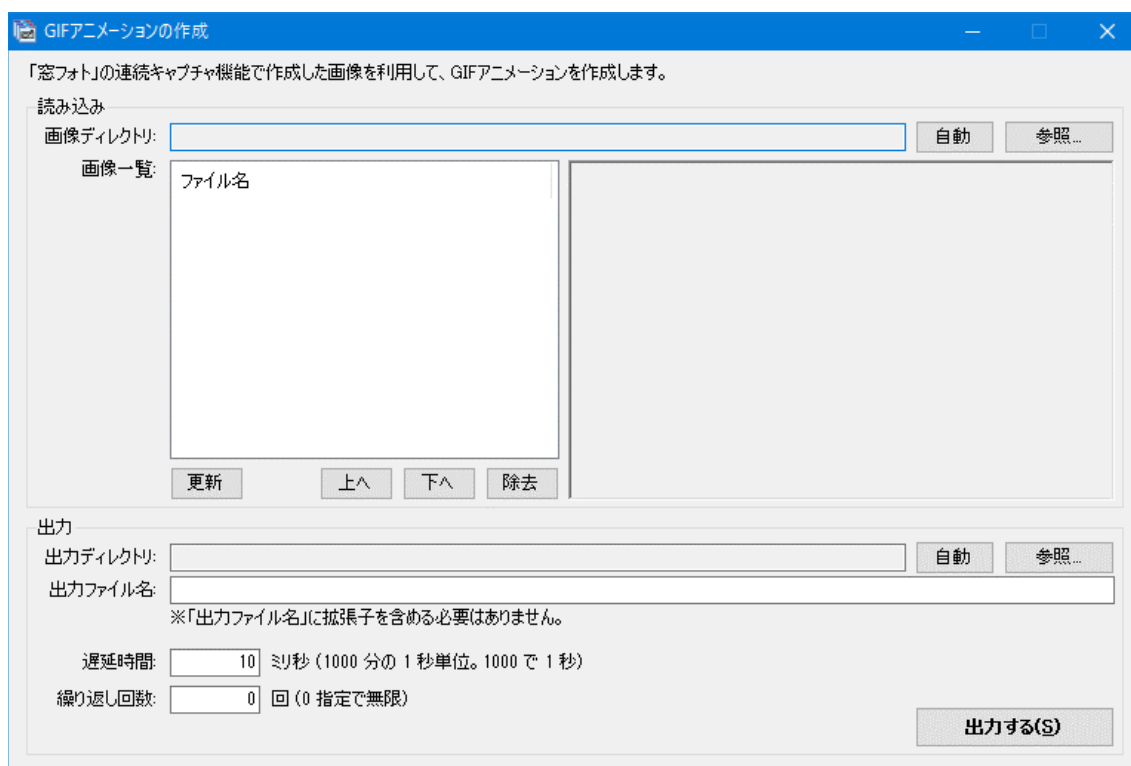 GIFアニメーションの作成
「窓フォト」の連続キャプチャ機能で作成した画像を利用して、GIFアニメーションを作成します。
読み込み
画像ディレクトリ: 自動 参照...
画像一覧: ファイル名
更新 上へ 下へ 除去
出力
出力ディレクトリ: 自動 参照...
出力ファイル名:
※「出力ファイル名」に拡張子を含める必要はありません。
遅延時間: 10 ミリ秒 (1000 分の 1 秒単位。1000 で 1 秒)
繰り返し回数: 0 回 (0 指定で無限)
出力する(S)